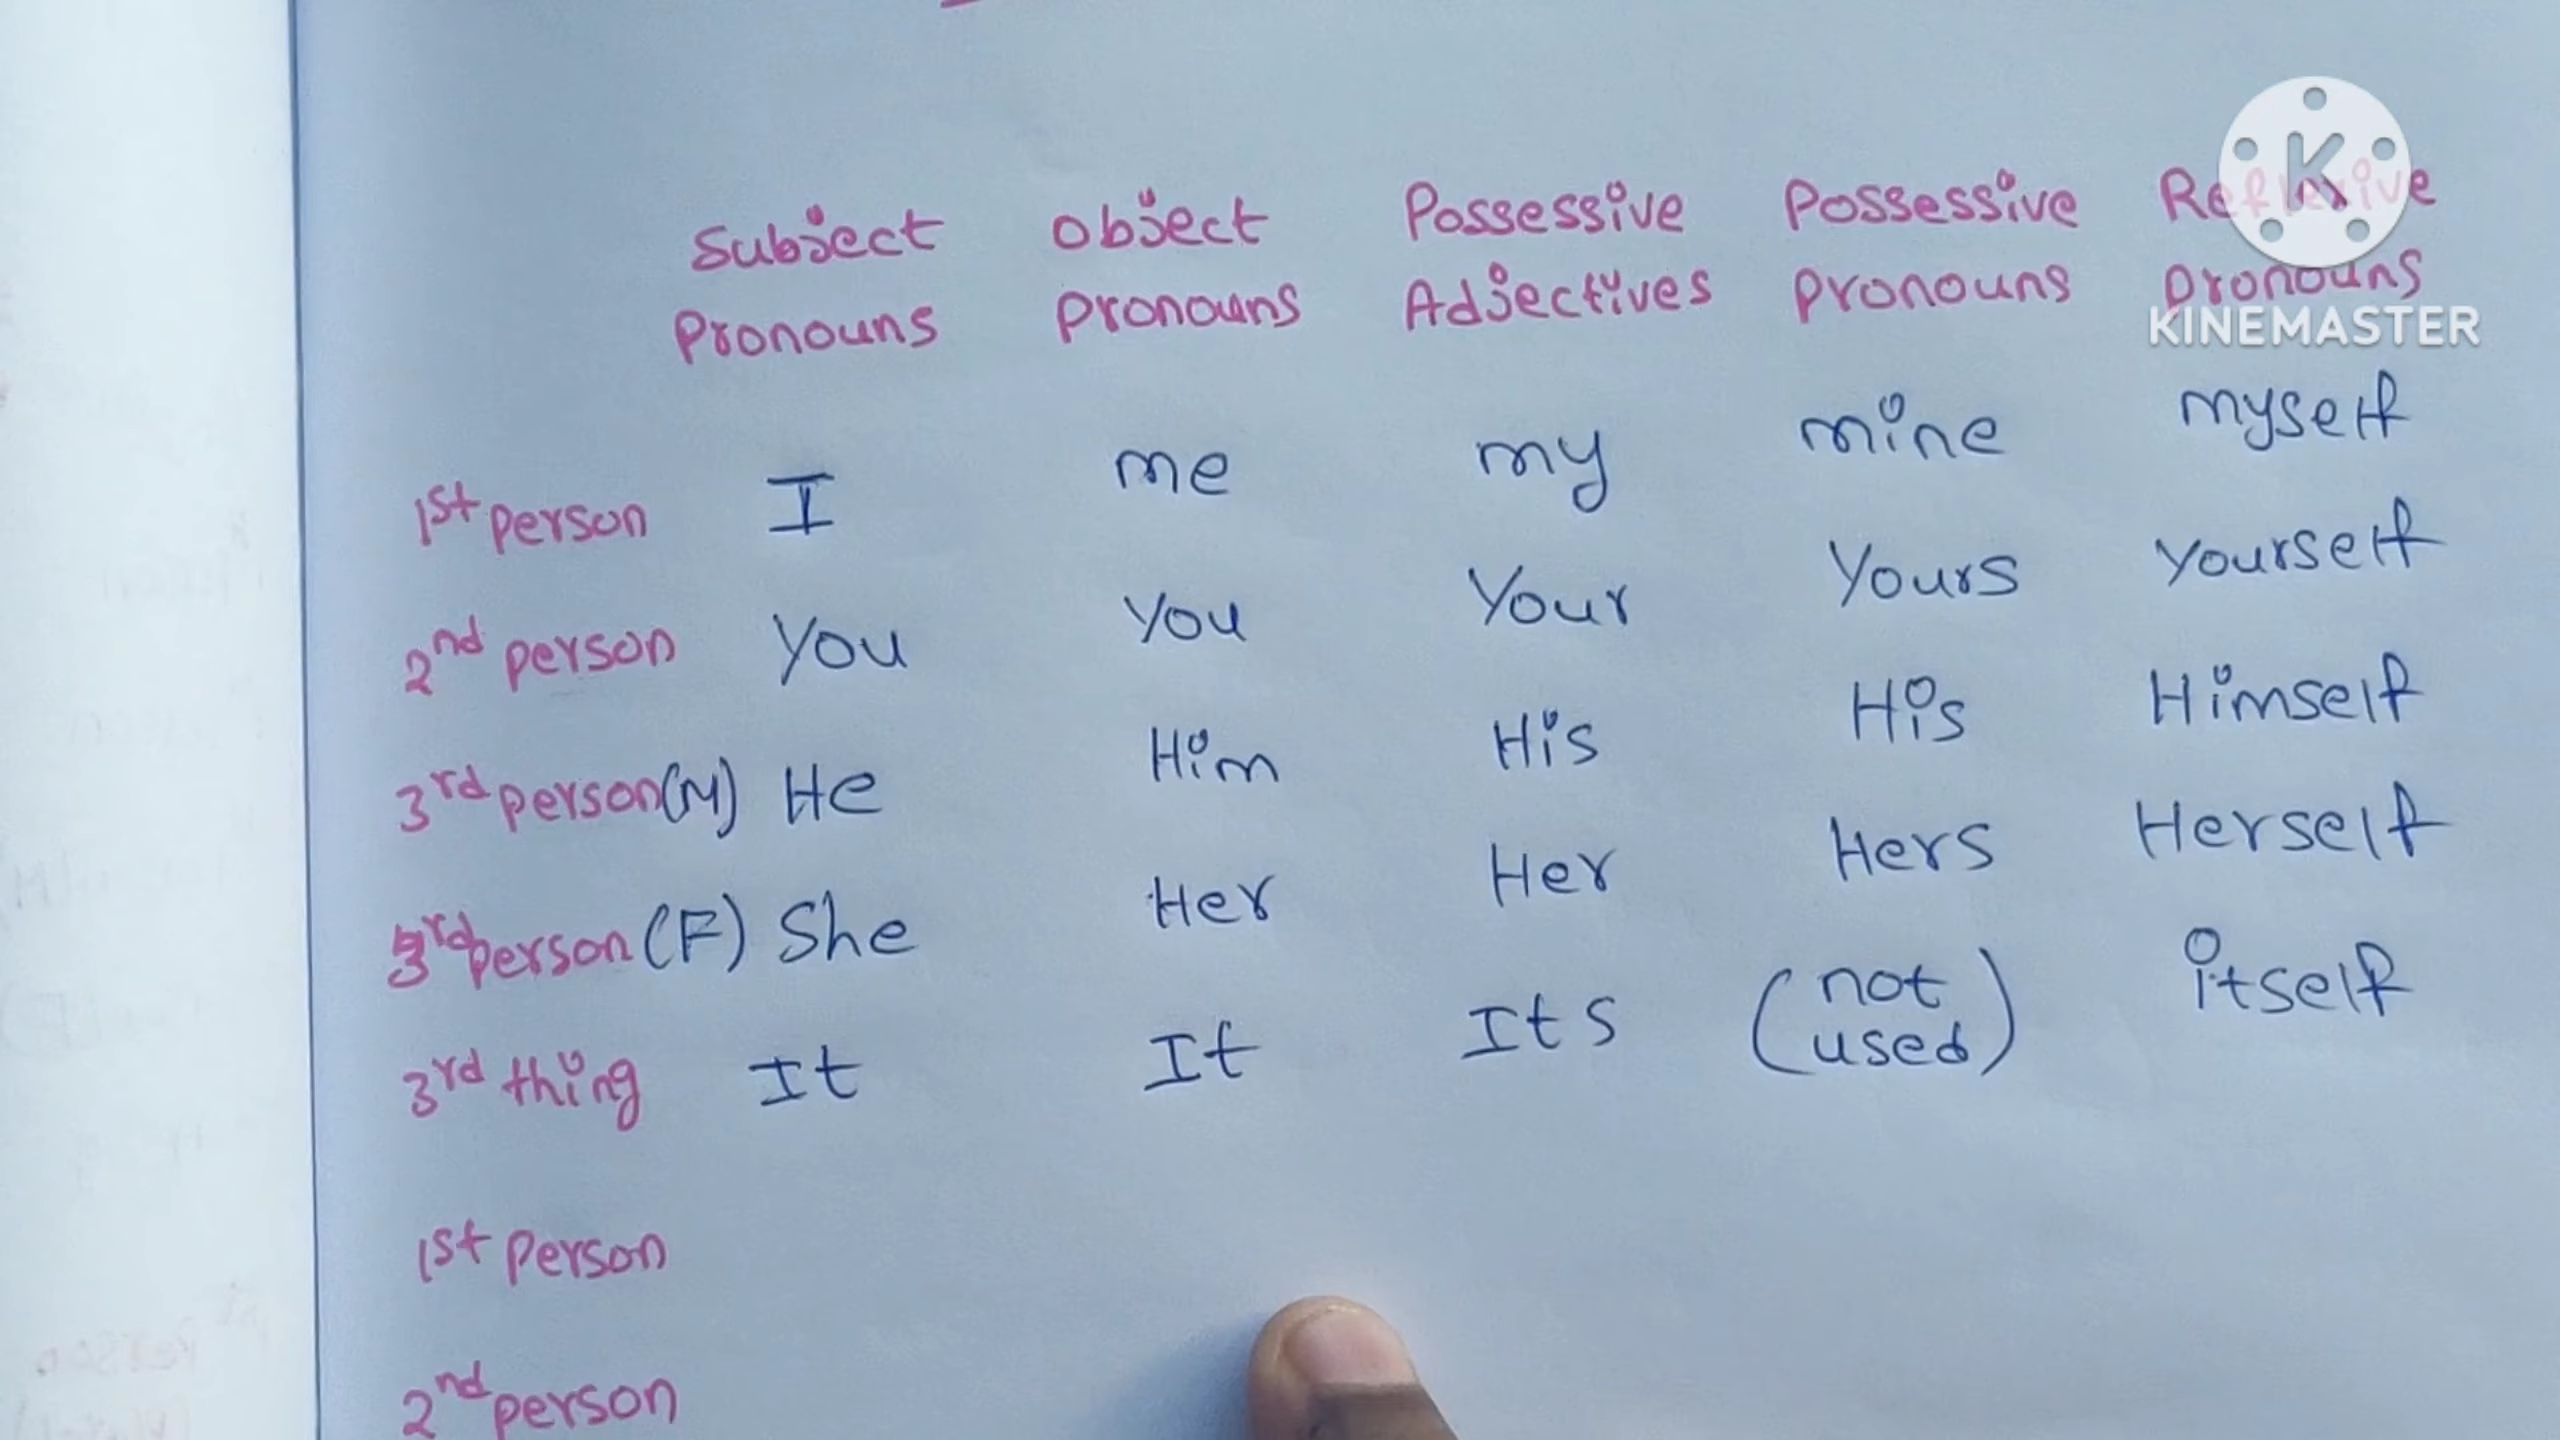 Subject Object Possessive Possessive Reflexive
Pronouns Pronouns Adjectives Pronouns Pronouns
KINEMASTER
1st person I me my mine myself
2nd person You You Your Yours Yourself
3rd person(M) He Him His His Himself
3rd person (F) She Her Her Hers Herself
3rd thing It It Its (not used) itself
1st person
2nd person